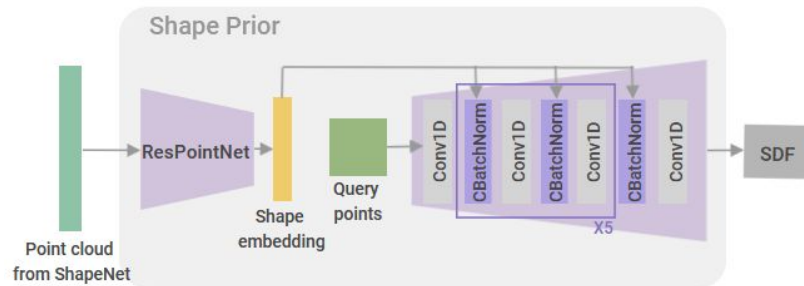 Shape Prior
ResPointNet
Point cloud
from ShapeNet
Shape
embedding
Query
points
Conv1D
CBatchNorm
Conv1D
CBatchNorm
Conv1D
CBatchNorm
Conv1D
X5
SDF